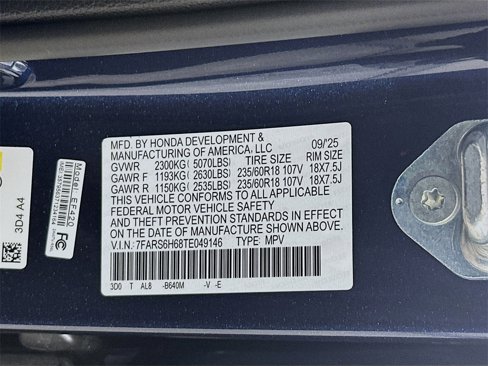 MFD. BY HONDA DEVELOPMENT &
MANUFACTURING OF AMERICA, LLC 09/'25
GVWR 2300KG ( 5070LBS) TIRE SIZE RIM SIZE
GAWR F 1193KG ( 2630LBS) 235/60R18 107V 18X7.5J
GAWR R 1150KG ( 2535LBS) 235/60R18 107V 18X7.5J
THIS VEHICLE CONFORMS TO ALL APPLICABLE
FEDERAL MOTOR VEHICLE SAFETY
AND THEFT PREVENTION STANDARDS IN EFFECT
ON THE DATE OF MANUFACTURE SHOWN ABOVE.
V.I.N.: 7FARS6H68TE049146 TYPE: MPV
3D0 T AL8 -B640M -V -E
3D4 A4
Model: EF420
FC